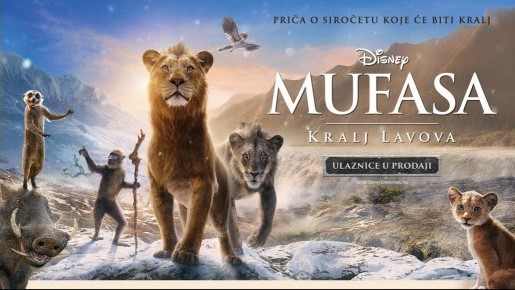 PRIČA O SIROČETU KOJE ĆE BITI KRALJ
DISNEY
MUFASA
KRALJ LAVOVA
ULAZNICE U PRODAJI